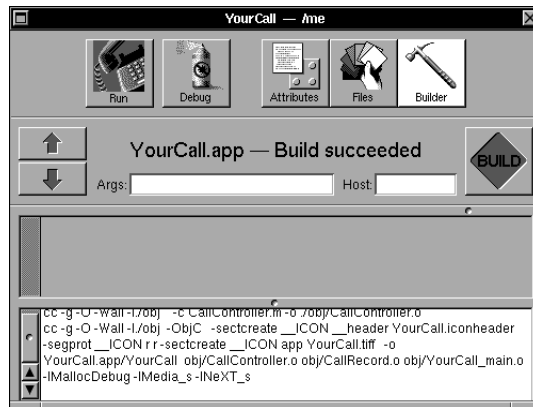 YourCall — /me
Run
Debug
Attributes
Files
Builder
YourCall.app — Build succeeded
BUILD
Args:
Host:
cc -g -O -Wall -I./obj -c CallController.m -o ./obj/CallController.o
cc -g -O -Wall -I./obj -ObjC -sectcreate __ICON __header YourCall.iconheader
-segprot __ICON r r -sectcreate __ICON app YourCall.tiff -o
YourCall.app/YourCall obj/CallController.o obj/CallRecord.o obj/YourCall_main.o
-lMallocDebug -lMedia_s -lNeXT_s